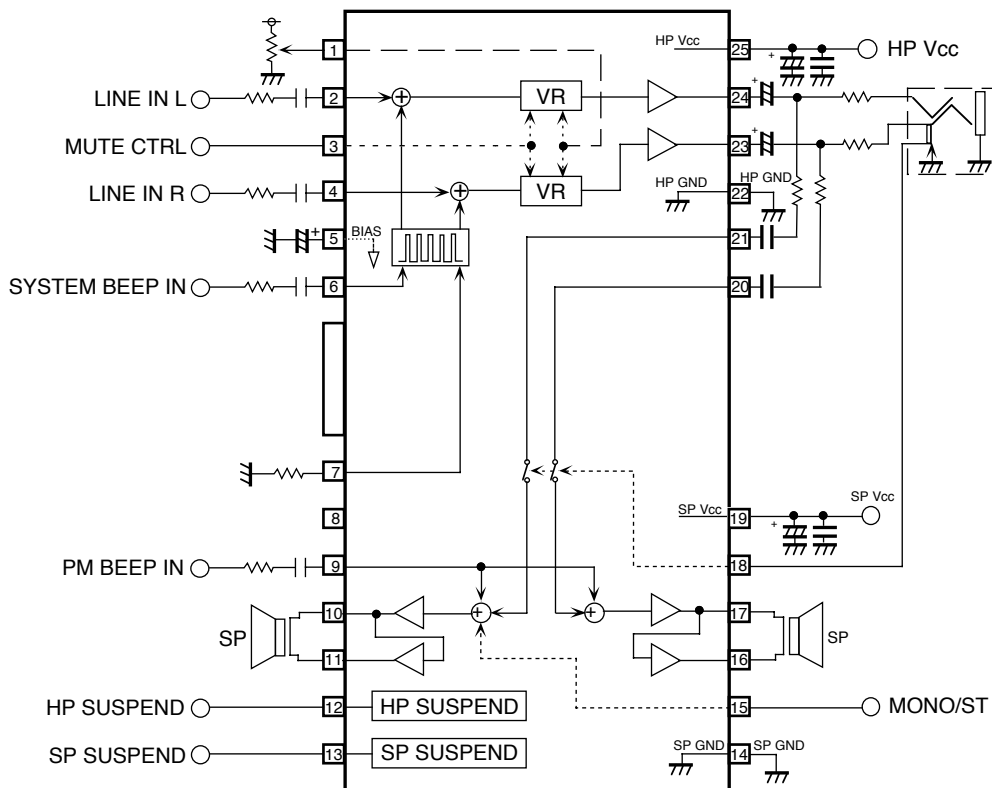 1
HP Vcc
25
+
HP Vcc
LINE IN L
2
+
VR
24
+
MUTE CTRL
3
23
+
LINE IN R
4
+
VR
HP GND
22
HP GND
+
5
BIAS
21
SYSTEM BEEP IN
6
20
7
8
SP Vcc
19
+
SP Vcc
PM BEEP IN
9
18
SP
10
+
+
17
SP
11
16
HP SUSPEND
12
HP SUSPEND
15
MONO/ST
SP SUSPEND
13
SP SUSPEND
SP GND
14
SP GND